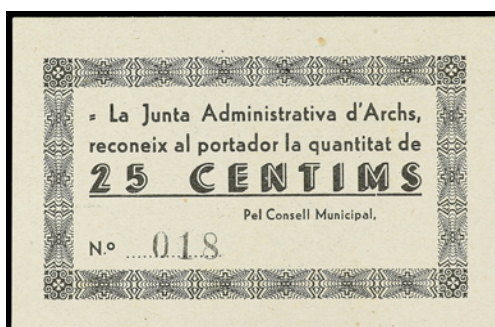 = La Junta Administrativa d'Archs,
reconeix al portador la quantitat de
25 CENTIMS
Pel Consell Municipal,
N.º 018